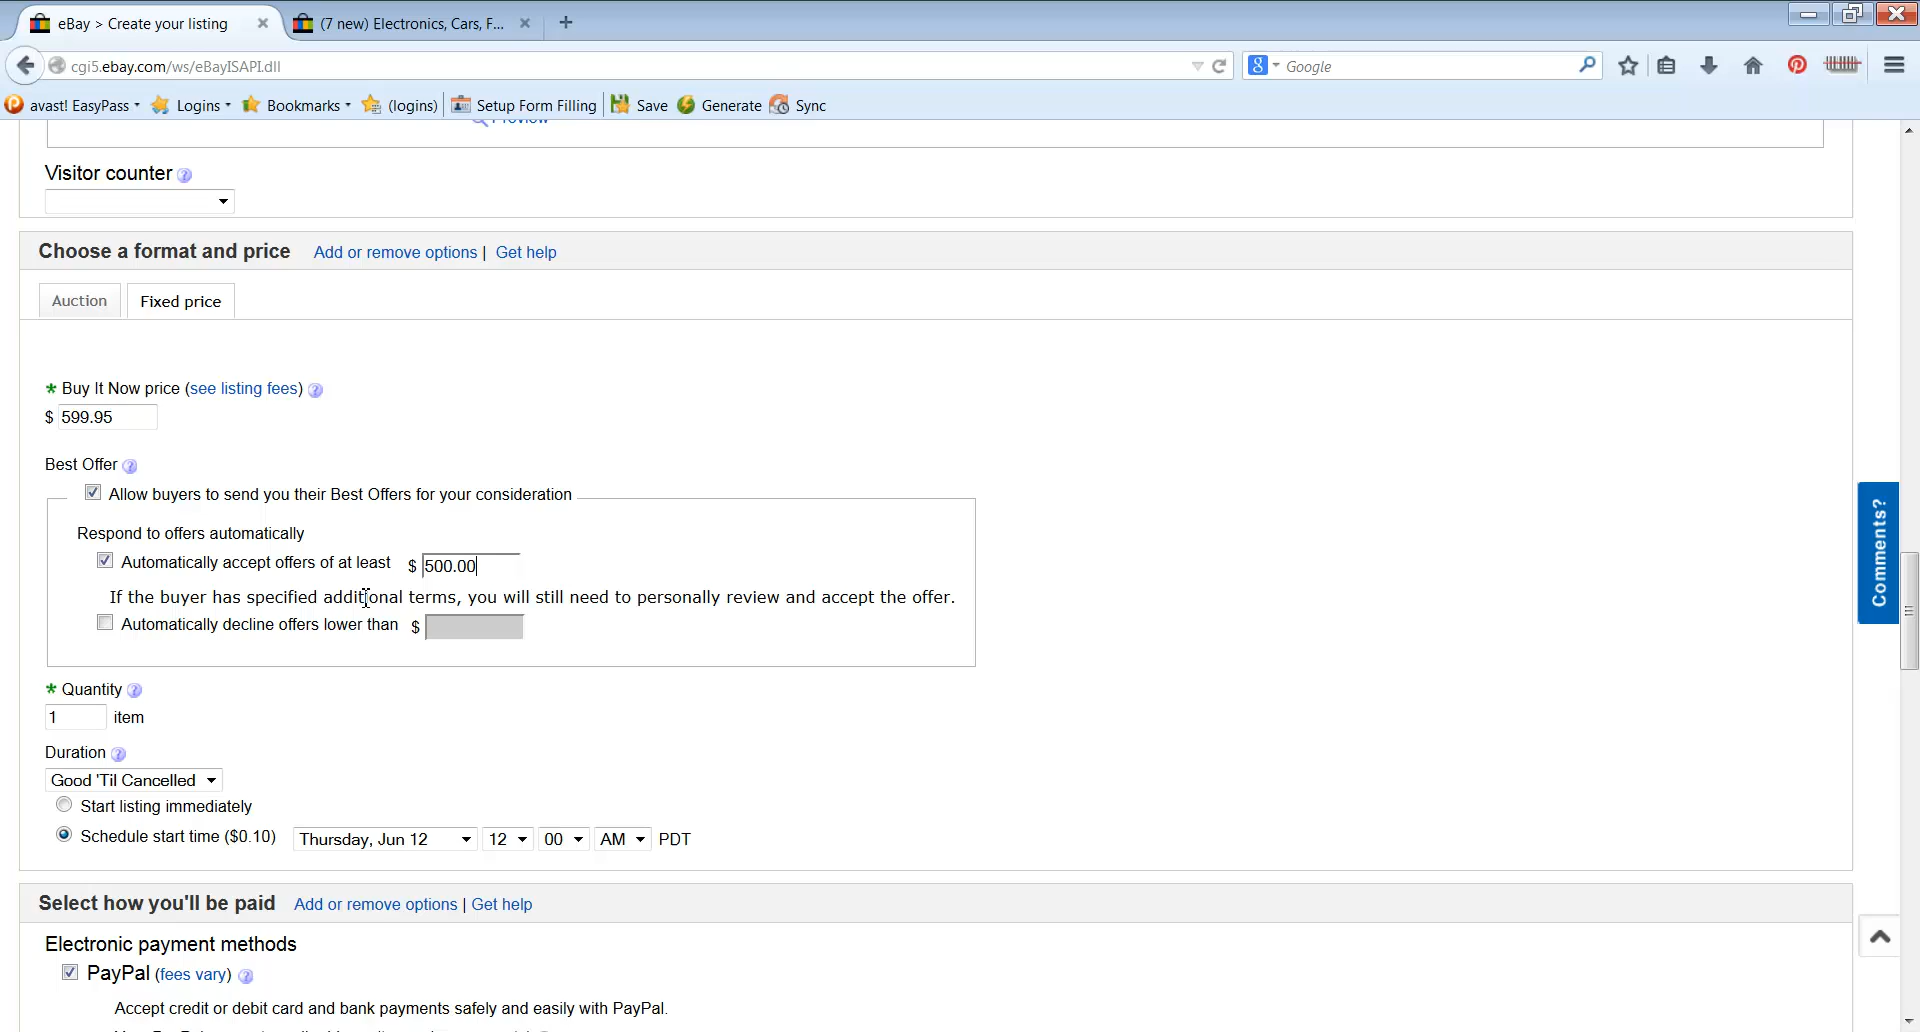 eBay > Create your listing
(7 new) Electronics, Cars, F...
cgi5.ebay.com/ws/eBayISAPI.dll
Google
avast! EasyPass Logins Bookmarks (logins) Setup Form Filling Save Generate Sync
Preview
Visitor counter
Choose a format and price Add or remove options | Get help
Auction Fixed price
* Buy It Now price (see listing fees) ?
$ 599.95
Best Offer ?
Allow buyers to send you their Best Offers for your consideration
Respond to offers automatically
Automatically accept offers of at least $ 500.00
If the buyer has specified additional terms, you will still need to personally review and accept the offer.
Automatically decline offers lower than $
* Quantity ?
1 item
Duration ?
Good 'Til Cancelled
Start listing immediately
Schedule start time ($0.10) Thursday, Jun 12 12 00 AM PDT
Comments?
Select how you'll be paid Add or remove options | Get help
Electronic payment methods
PayPal (fees vary) ?
Accept credit or debit card and bank payments safely and easily with PayPal.